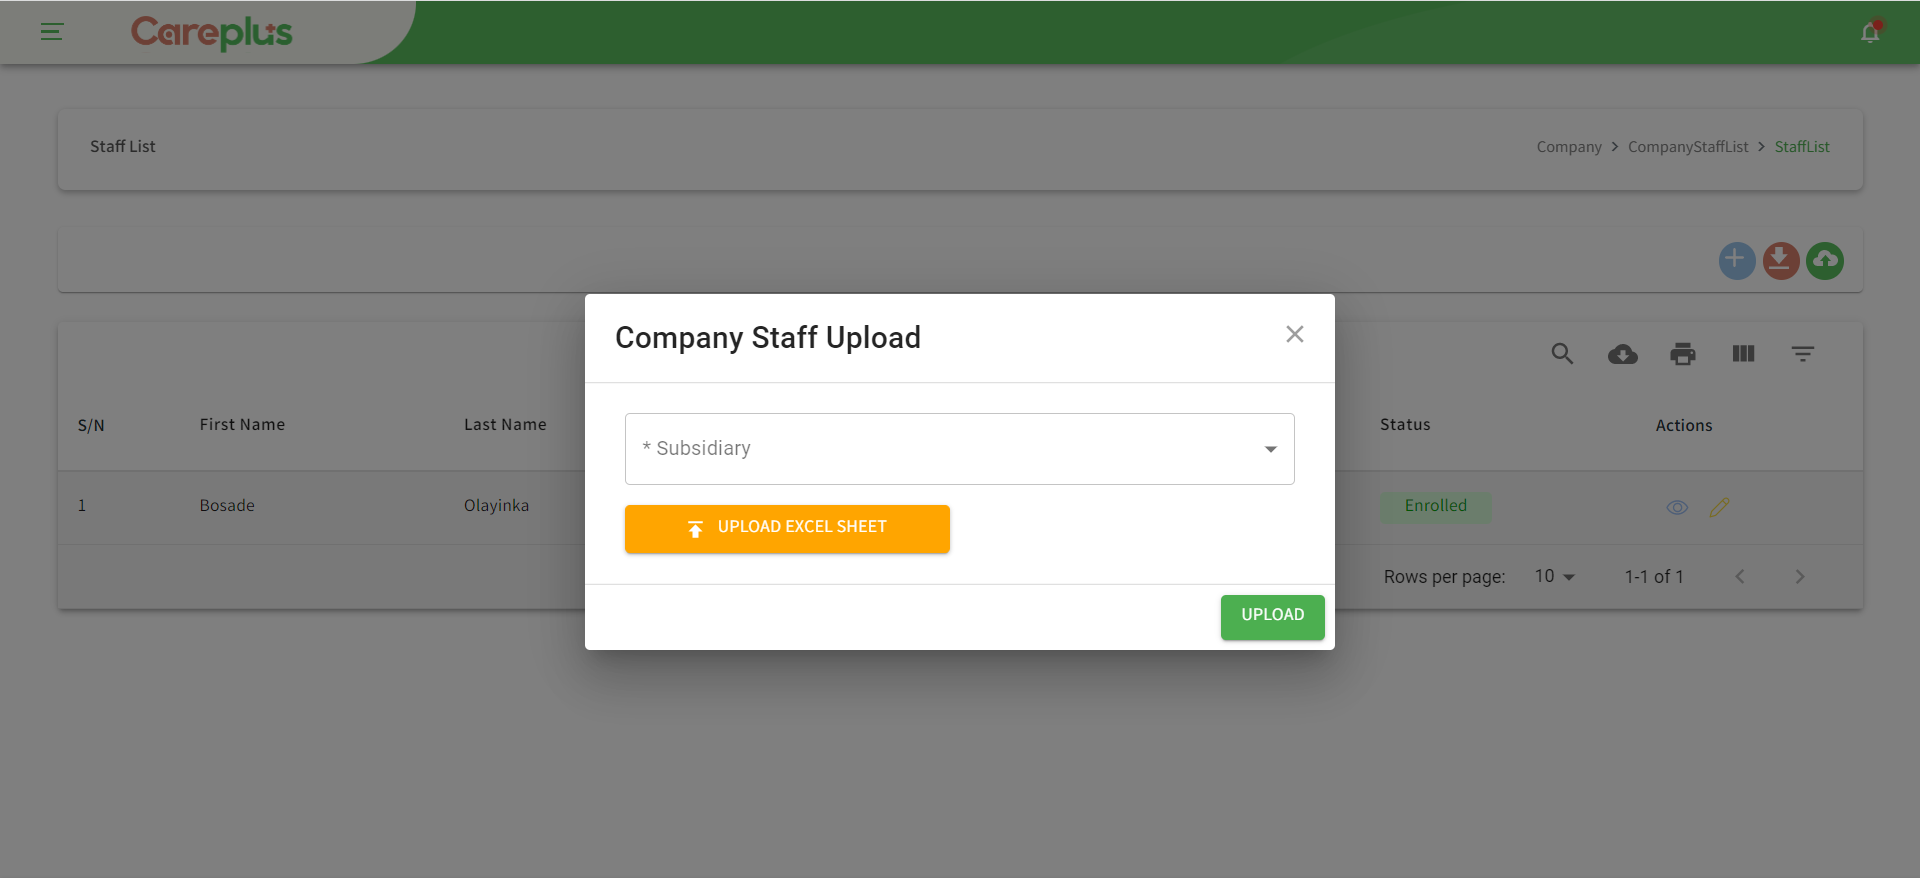 Careplus
Staff List
Company > CompanyStaffList > StaffList
Company Staff Upload
* Subsidiary
UPLOAD EXCEL SHEET
UPLOAD
S/N First Name Last Name Status Actions
1 Bosade Olayinka Enrolled
Rows per page: 10 1-1 of 1